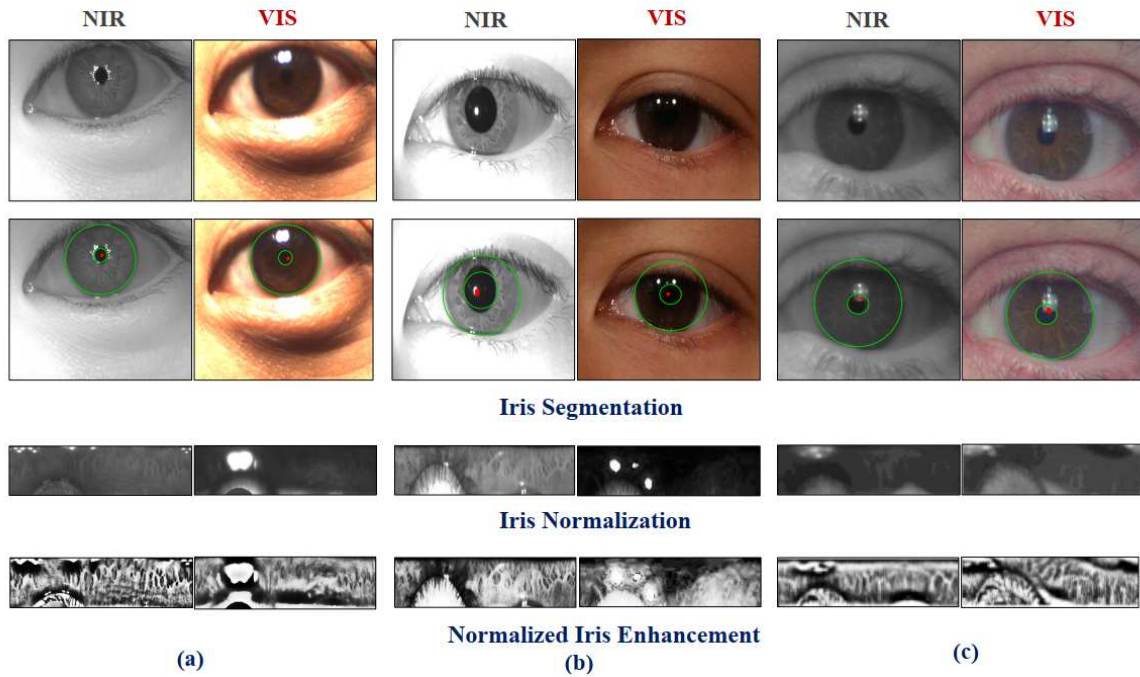 NIR VIS NIR VIS NIR VIS
Iris Segmentation
Iris Normalization
Normalized Iris Enhancement
(a) (b) (c)